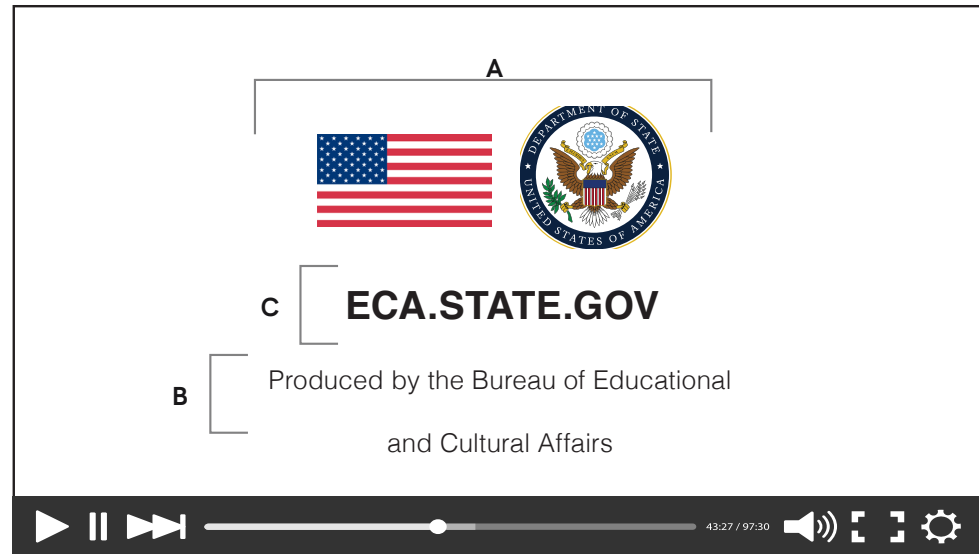 A
DEPARTMENT OF STATE
UNITED STATES OF AMERICA
C
ECA.STATE.GOV
B
Produced by the Bureau of Educational
and Cultural Affairs
43:27 / 97:30